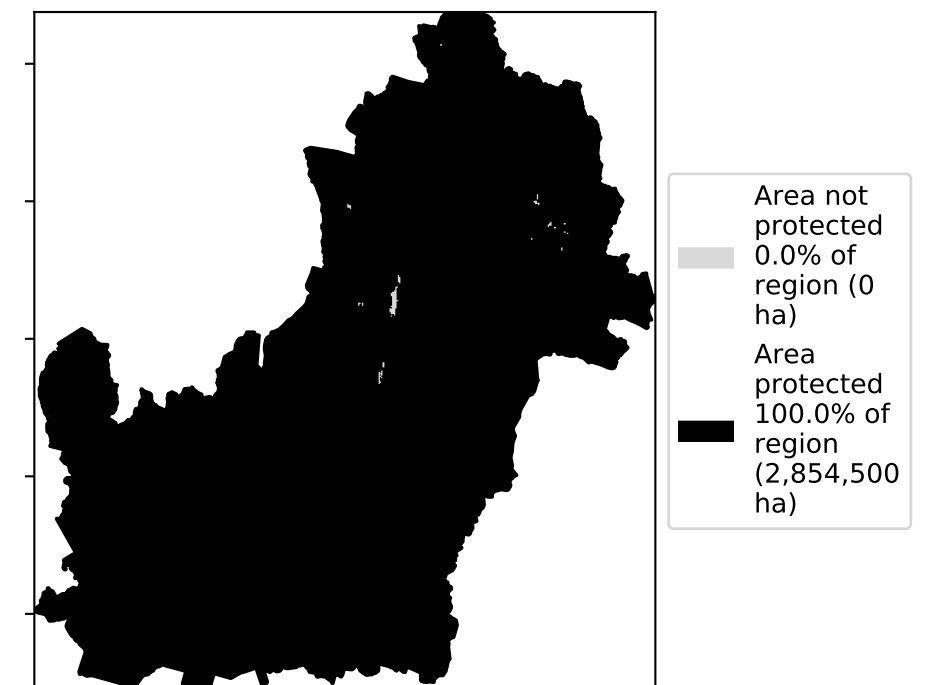 Area not
protected
0.0% of
region (0
ha)
Area
protected
100.0% of
region
(2,854,500
ha)